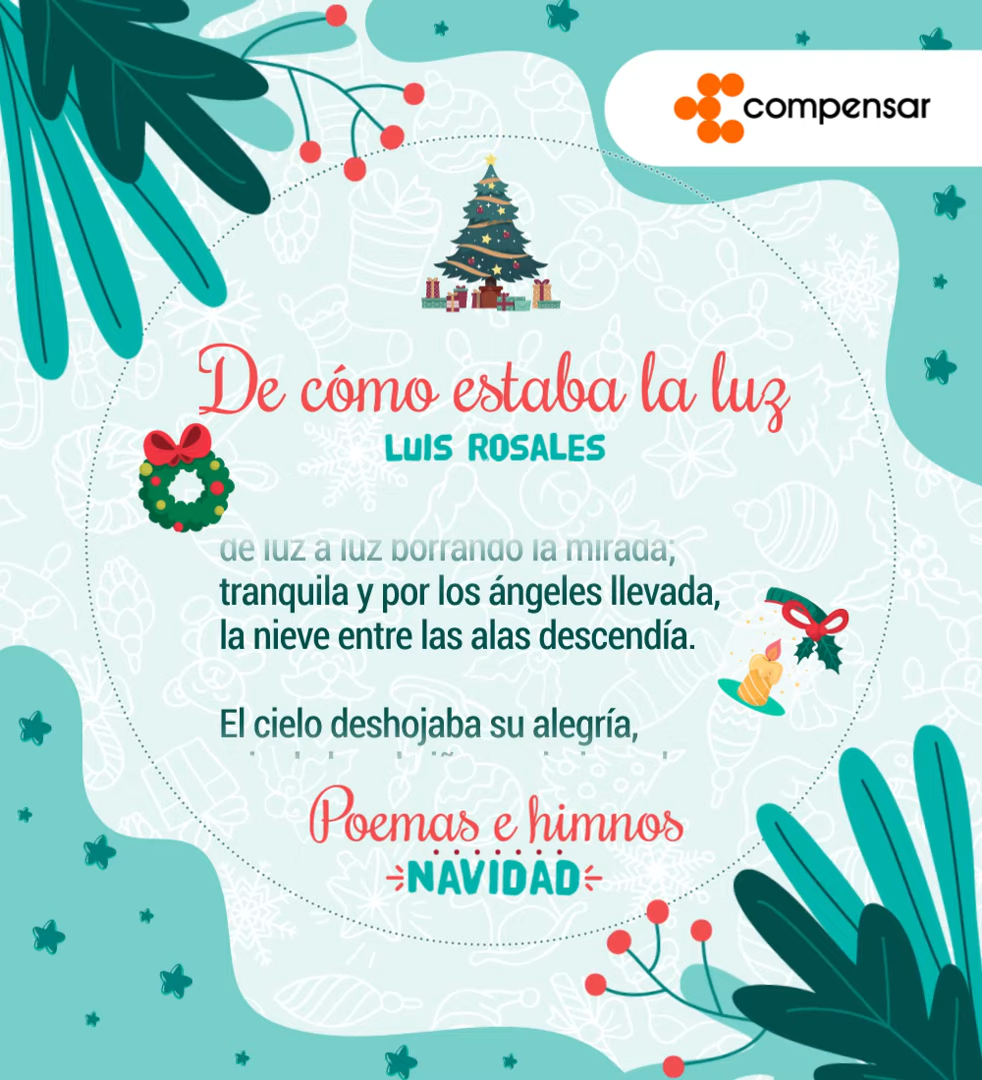 compensar
De cómo estaba la luz
LUIS ROSALES
de luz a luz borrando la mirada;
tranquila y por los ángeles llevada,
la nieve entre las alas descendía.
El cielo deshojaba su alegría,
Poemas e himnos
NAVIDAD